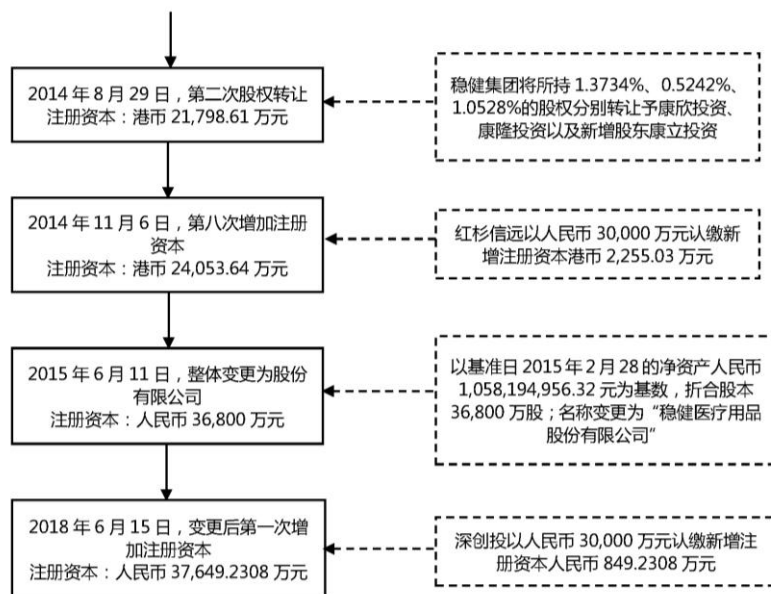 2014 年 8 月 29 日，第二次股权转让
注册资本：港币 21,798.61 万元
稳健集团将所持 1.3734%、0.5242%、
1.0528%的股权分别转让予康欣投资、
康隆投资以及新增股东康立投资
2014 年 11 月 6 日，第八次增加注册
资本
注册资本：港币 24,053.64 万元
红杉信远以人民币 30,000 万元认缴新
增注册资本港币 2,255.03 万元
2015 年 6 月 11 日，整体变更为股份
有限公司
注册资本：人民币 36,800 万元
以基准日 2015 年 2 月 28 的净资产人民币
1,058,194,956.32 元为基数，折合股本
36,800 万股；名称变更为“稳健医疗用品
股份有限公司”
2018 年 6 月 15 日，变更后第一次增
加注册资本
注册资本：人民币 37,649.2308 万元
深创投以人民币 30,000 万元认缴新增注
册资本人民币 849.2308 万元